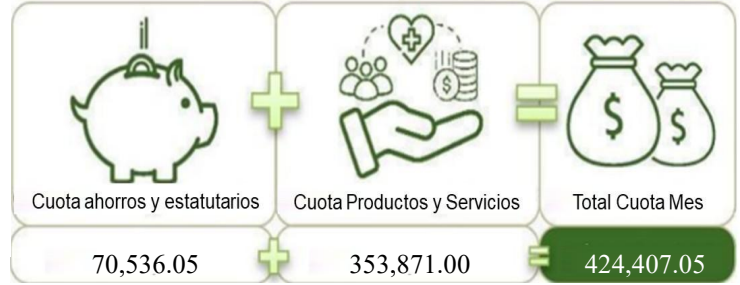 Cuota ahorros y estatutarios
Cuota Productos y Servicios
Total Cuota Mes
70,536.05
353,871.00
424,407.05